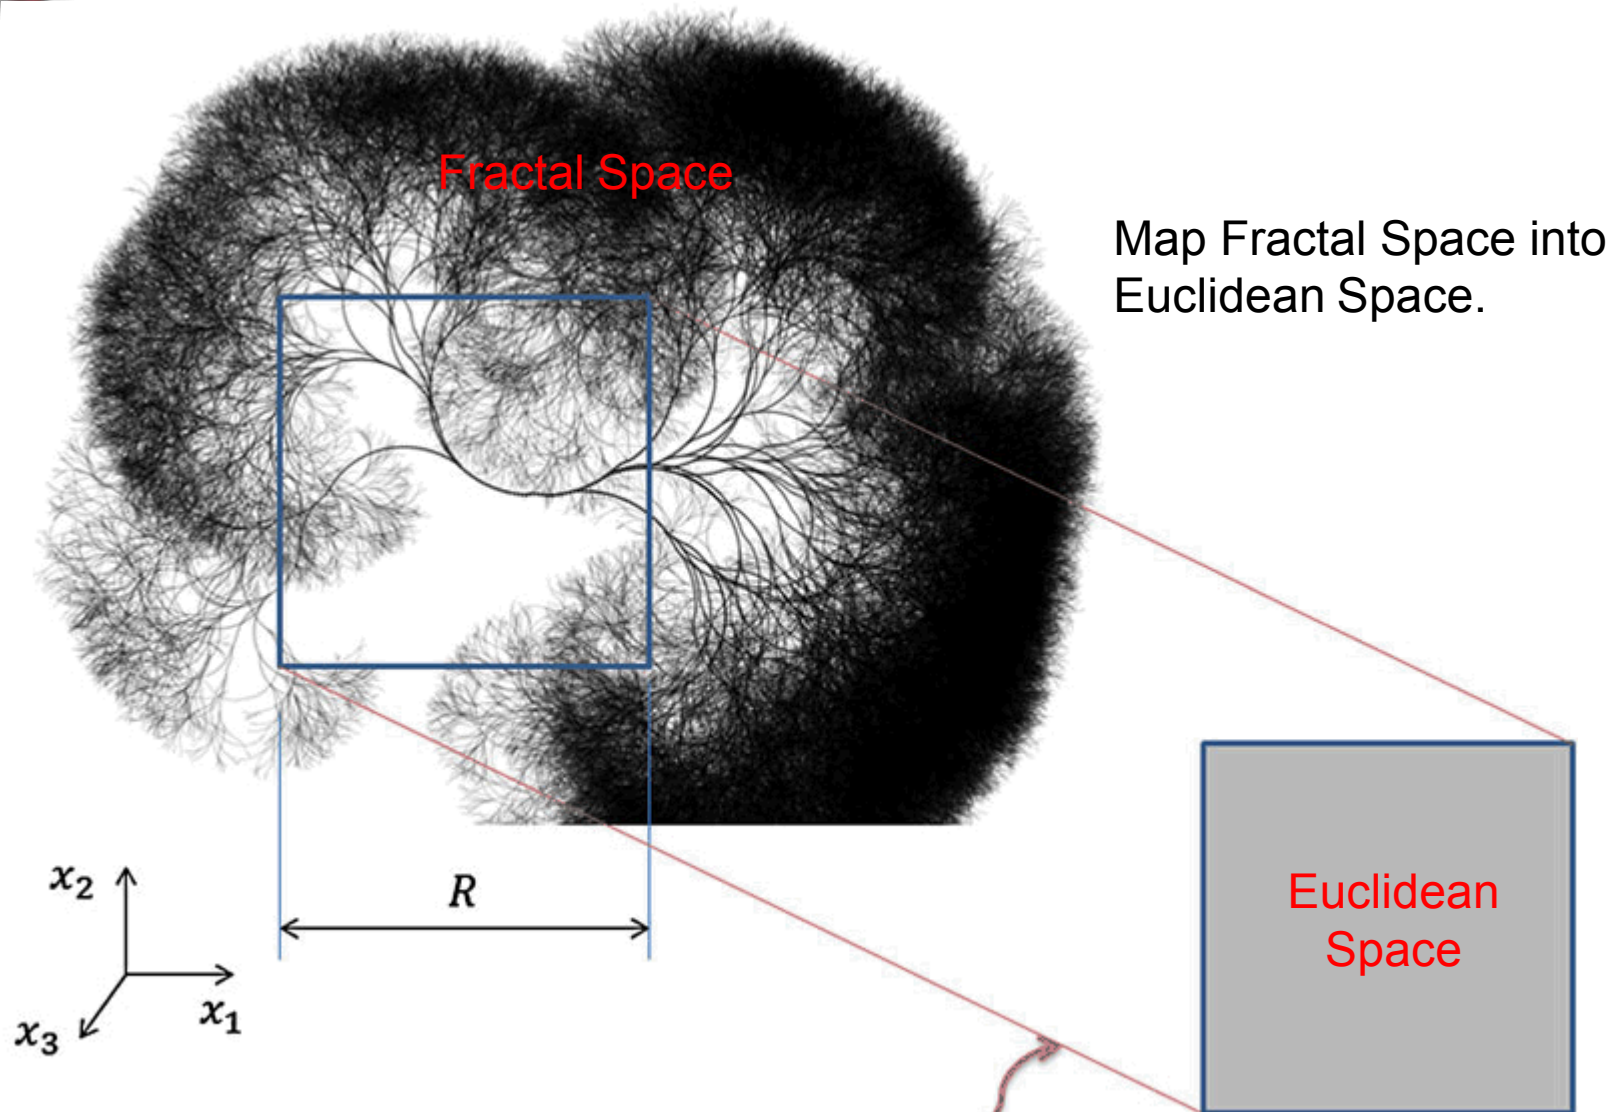 Fractal Space
Map Fractal Space into
Euclidean Space.
R
x₂
x₁
x₃
Euclidean
Space